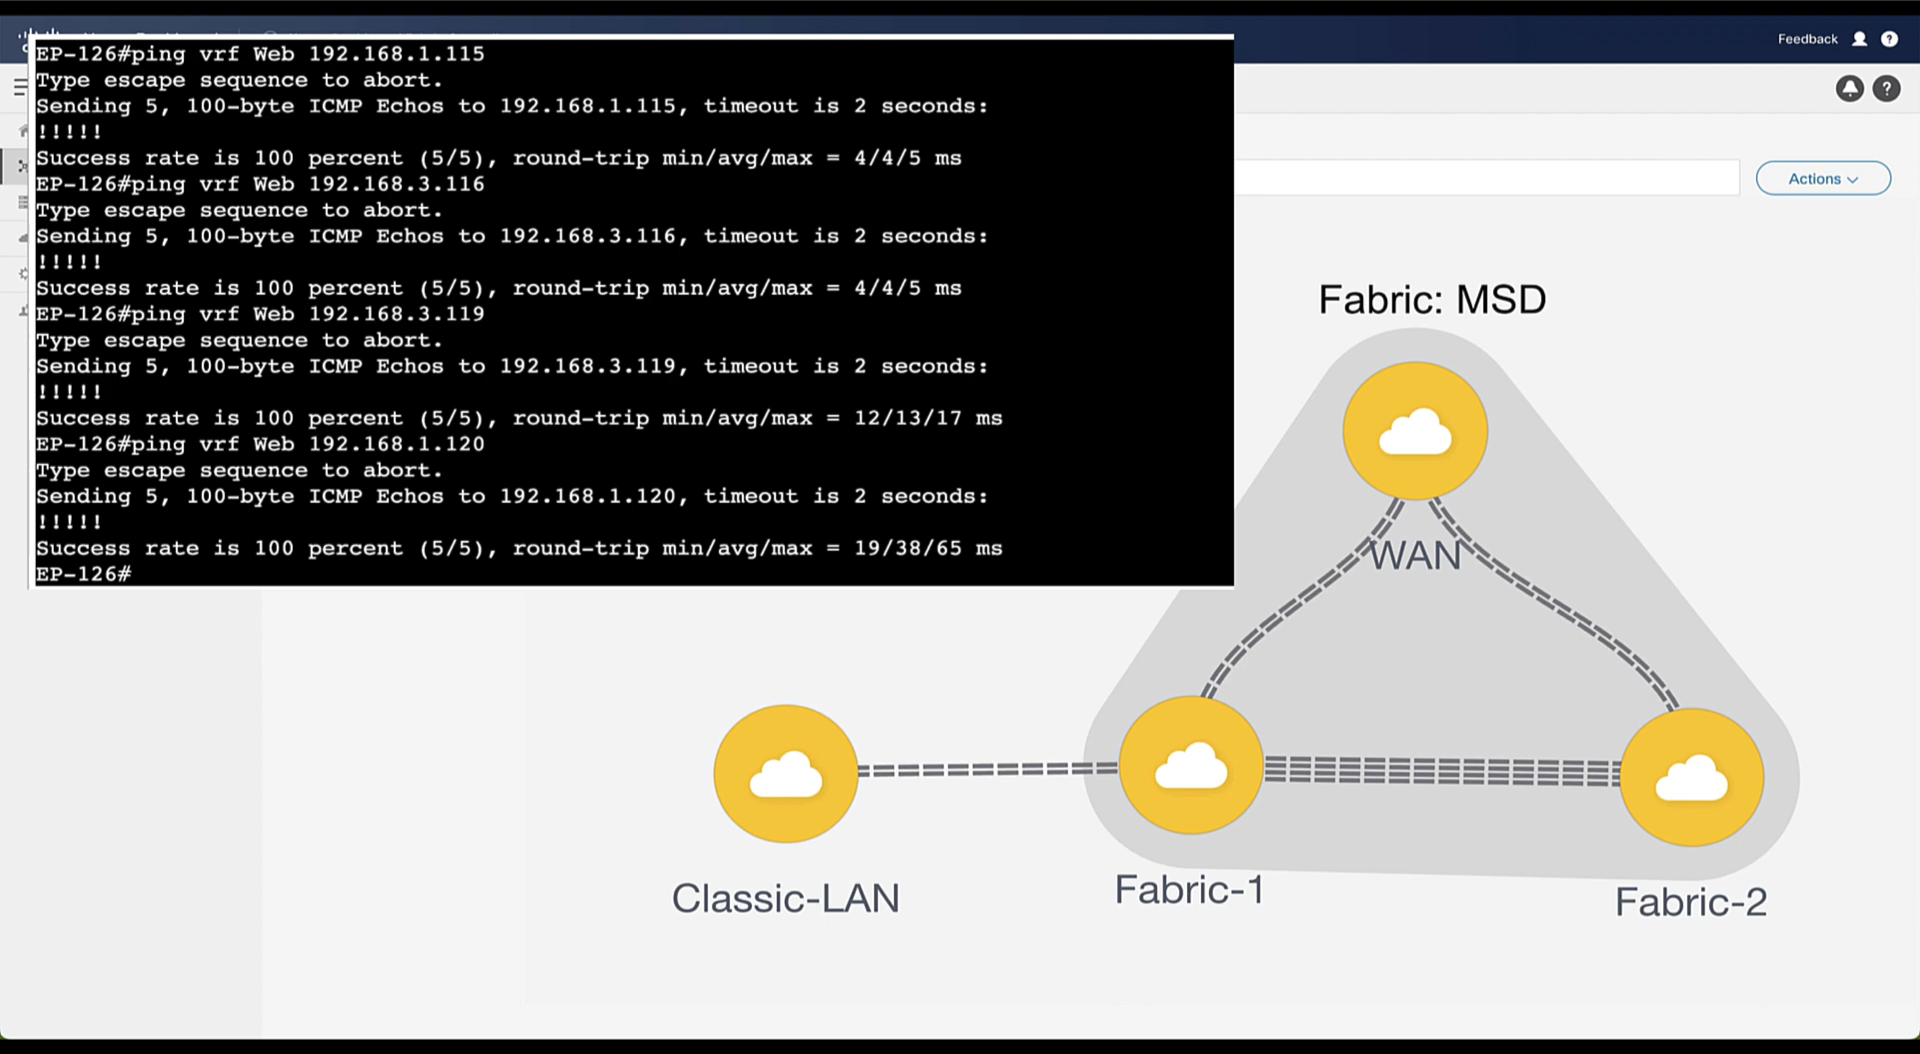 Feedback
EP-126#ping vrf Web 192.168.1.115
Type escape sequence to abort.
Sending 5, 100-byte ICMP Echos to 192.168.1.115, timeout is 2 seconds:
!!!!!
Success rate is 100 percent (5/5), round-trip min/avg/max = 4/4/5 ms
EP-126#ping vrf Web 192.168.3.116
Type escape sequence to abort.
Sending 5, 100-byte ICMP Echos to 192.168.3.116, timeout is 2 seconds:
!!!!!
Success rate is 100 percent (5/5), round-trip min/avg/max = 4/4/5 ms
EP-126#ping vrf Web 192.168.3.119
Type escape sequence to abort.
Sending 5, 100-byte ICMP Echos to 192.168.3.119, timeout is 2 seconds:
!!!!!
Success rate is 100 percent (5/5), round-trip min/avg/max = 12/13/17 ms
EP-126#ping vrf Web 192.168.1.120
Type escape sequence to abort.
Sending 5, 100-byte ICMP Echos to 192.168.1.120, timeout is 2 seconds:
!!!!!
Success rate is 100 percent (5/5), round-trip min/avg/max = 19/38/65 ms
EP-126#
Actions
Fabric: MSD
WAN
Classic-LAN
Fabric-1
Fabric-2